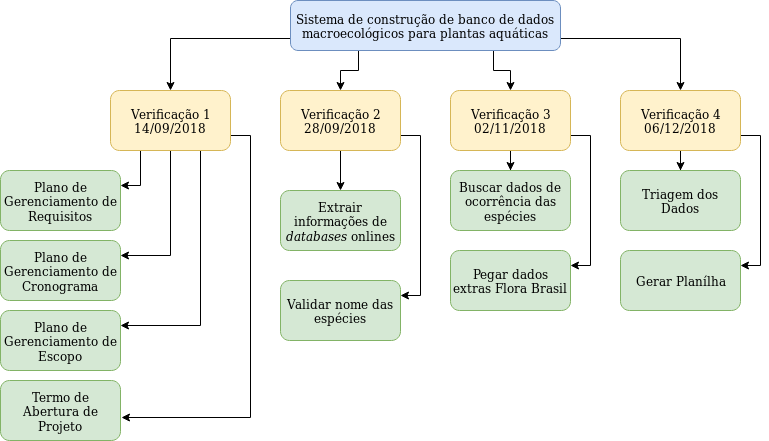 Sistema de construção de banco de dados
macroecológicos para plantas aquáticas
Verificação 1
14/09/2018
Plano de
Gerenciamento de
Requisitos
Plano de
Gerenciamento de
Cronograma
Plano de
Gerenciamento de
Escopo
Termo de
Abertura de
Projeto
Verificação 2
28/09/2018
Extrair
informações de
databases onlines
Validar nome das
espécies
Verificação 3
02/11/2018
Buscar dados de
ocorrência das
espécies
Pegar dados
extras Flora Brasil
Verificação 4
06/12/2018
Triagem dos
Dados
Gerar Planílha